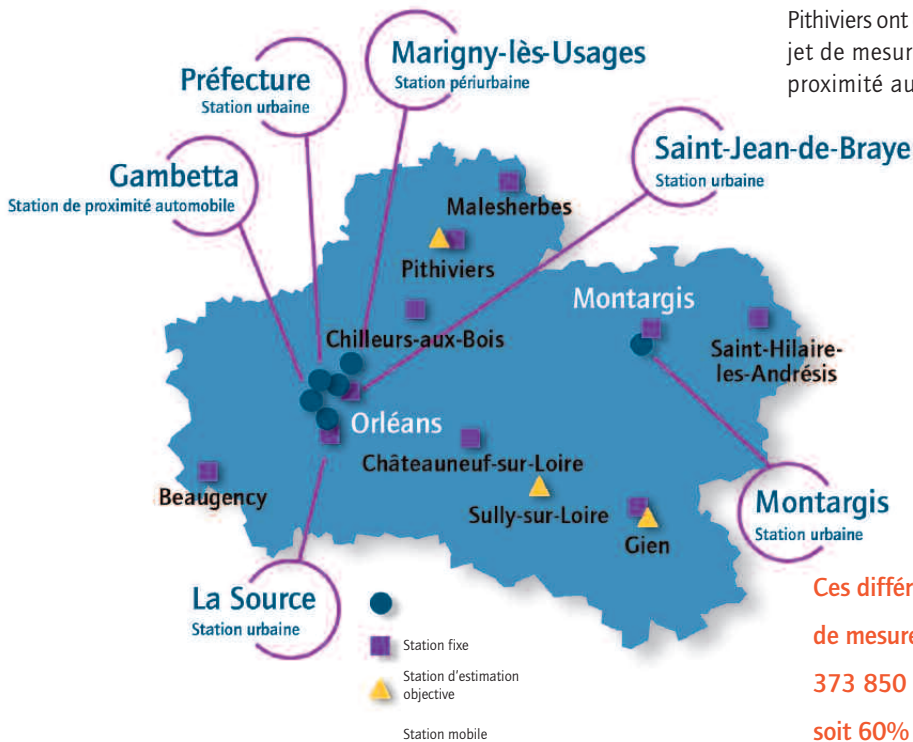 Pithiviers ont
jet de mesur
proximité au
Marigny-lès-Usages
Station périurbaine
Préfecture
Station urbaine
Gambetta
Station de proximité automobile
Saint-Jean-de-Braye
Station urbaine
Malesherbes
Pithiviers
Montargis
Chilleurs-aux-Bois
Saint-Hilaire-
les-Andrésis
Orléans
Châteauneuf-sur-Loire
Beaugency
Sully-sur-Loire
Gien
Montargis
Station urbaine
La Source
Station urbaine
Station fixe
Station d'estimation
objective
Station mobile
Ces différ
de mesure
373 850
soit 60%